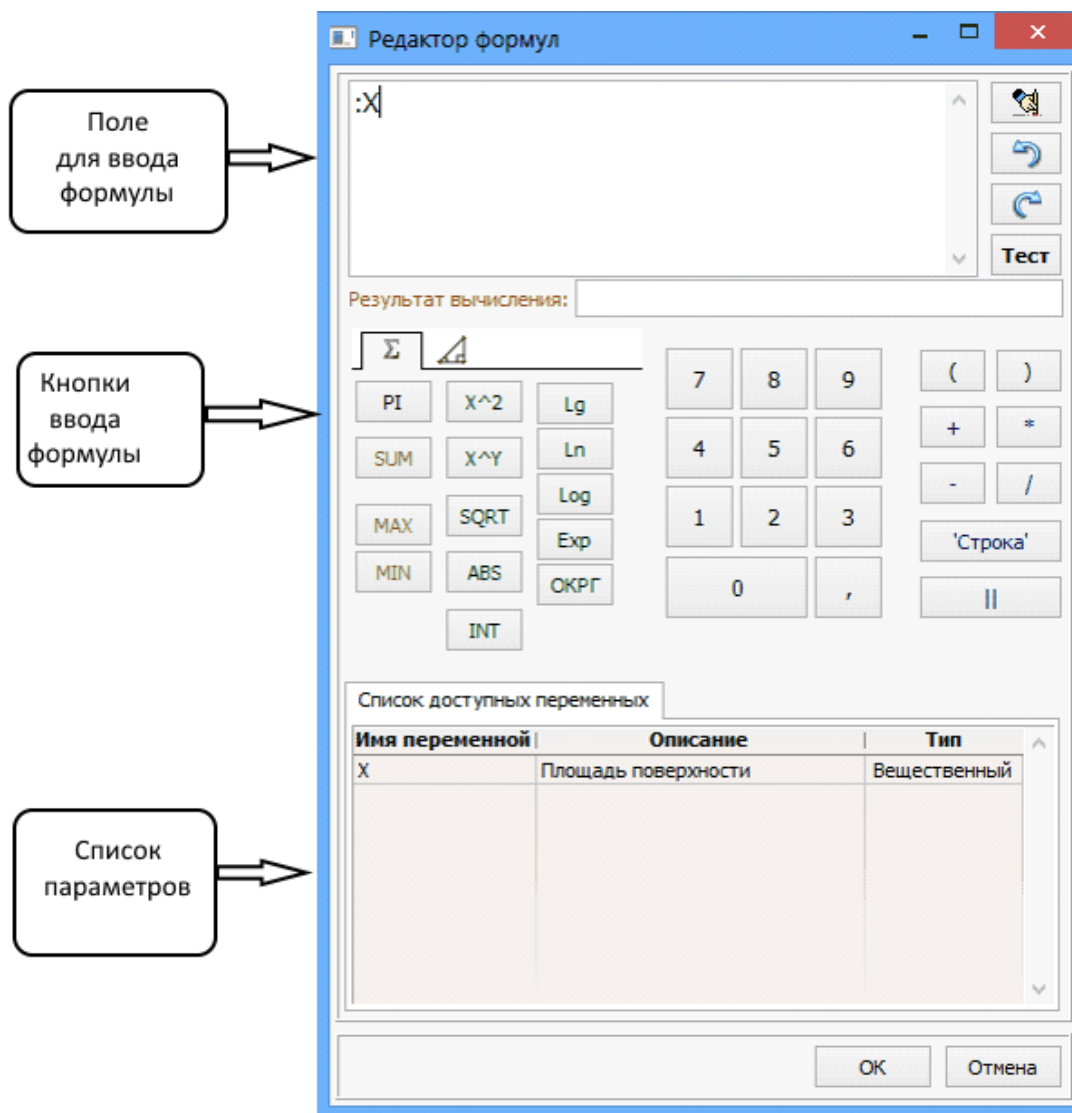 Редактор формул
Поле
для ввода
формулы
:X
Тест
Результат вычисления:
Кнопки
ввода
формулы
Σ
PI X^2 Lg 7 8 9 ( )
SUM X^Y Ln 4 5 6 + *
MAX SQRT Log 1 2 3 - /
MIN ABS Exp 0 , 'Строка'
INT ОКРГ ||
Список доступных переменных
Имя переменной Описание Тип
X Площадь поверхности Вещественный
Список
параметров
ОК Отмена